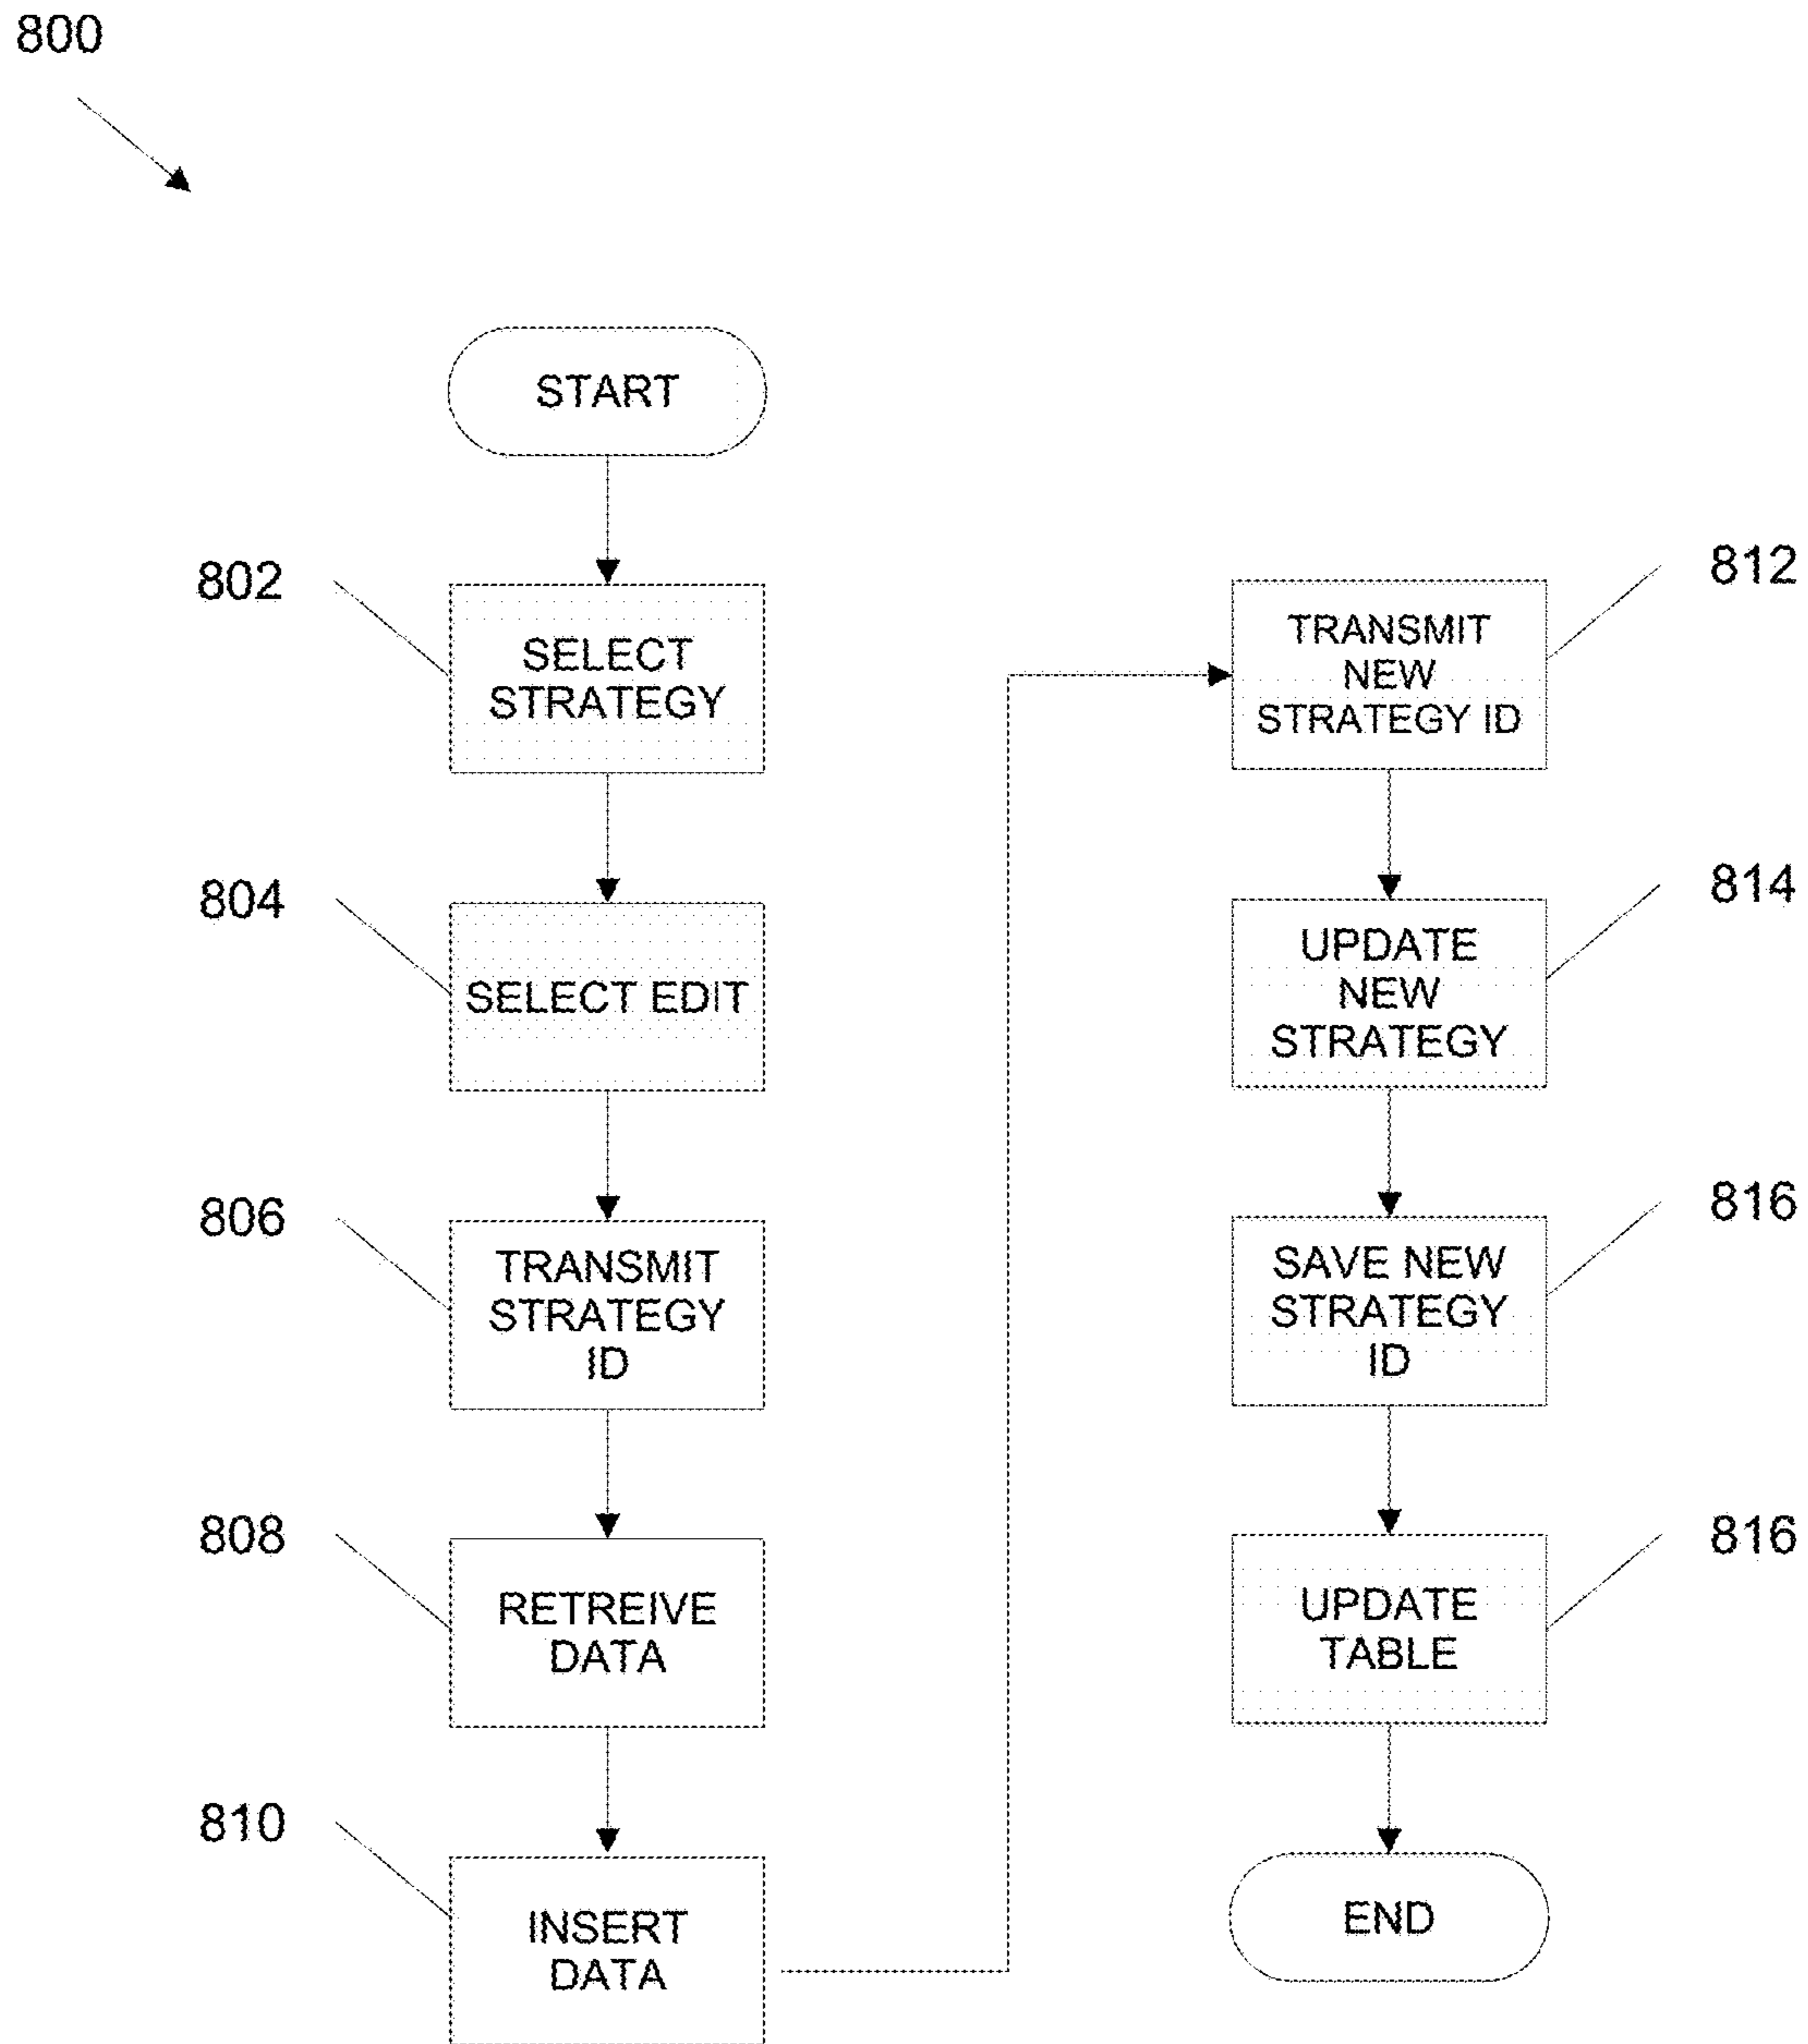 800
START
802
SELECT
STRATEGY
804
SELECT EDIT
806
TRANSMIT
STRATEGY
ID
808
RETREIVE
DATA
810
INSERT
DATA
812
TRANSMIT
NEW
STRATEGY ID
814
UPDATE
NEW
STRATEGY
816
SAVE NEW
STRATEGY
ID
816
UPDATE
TABLE
END